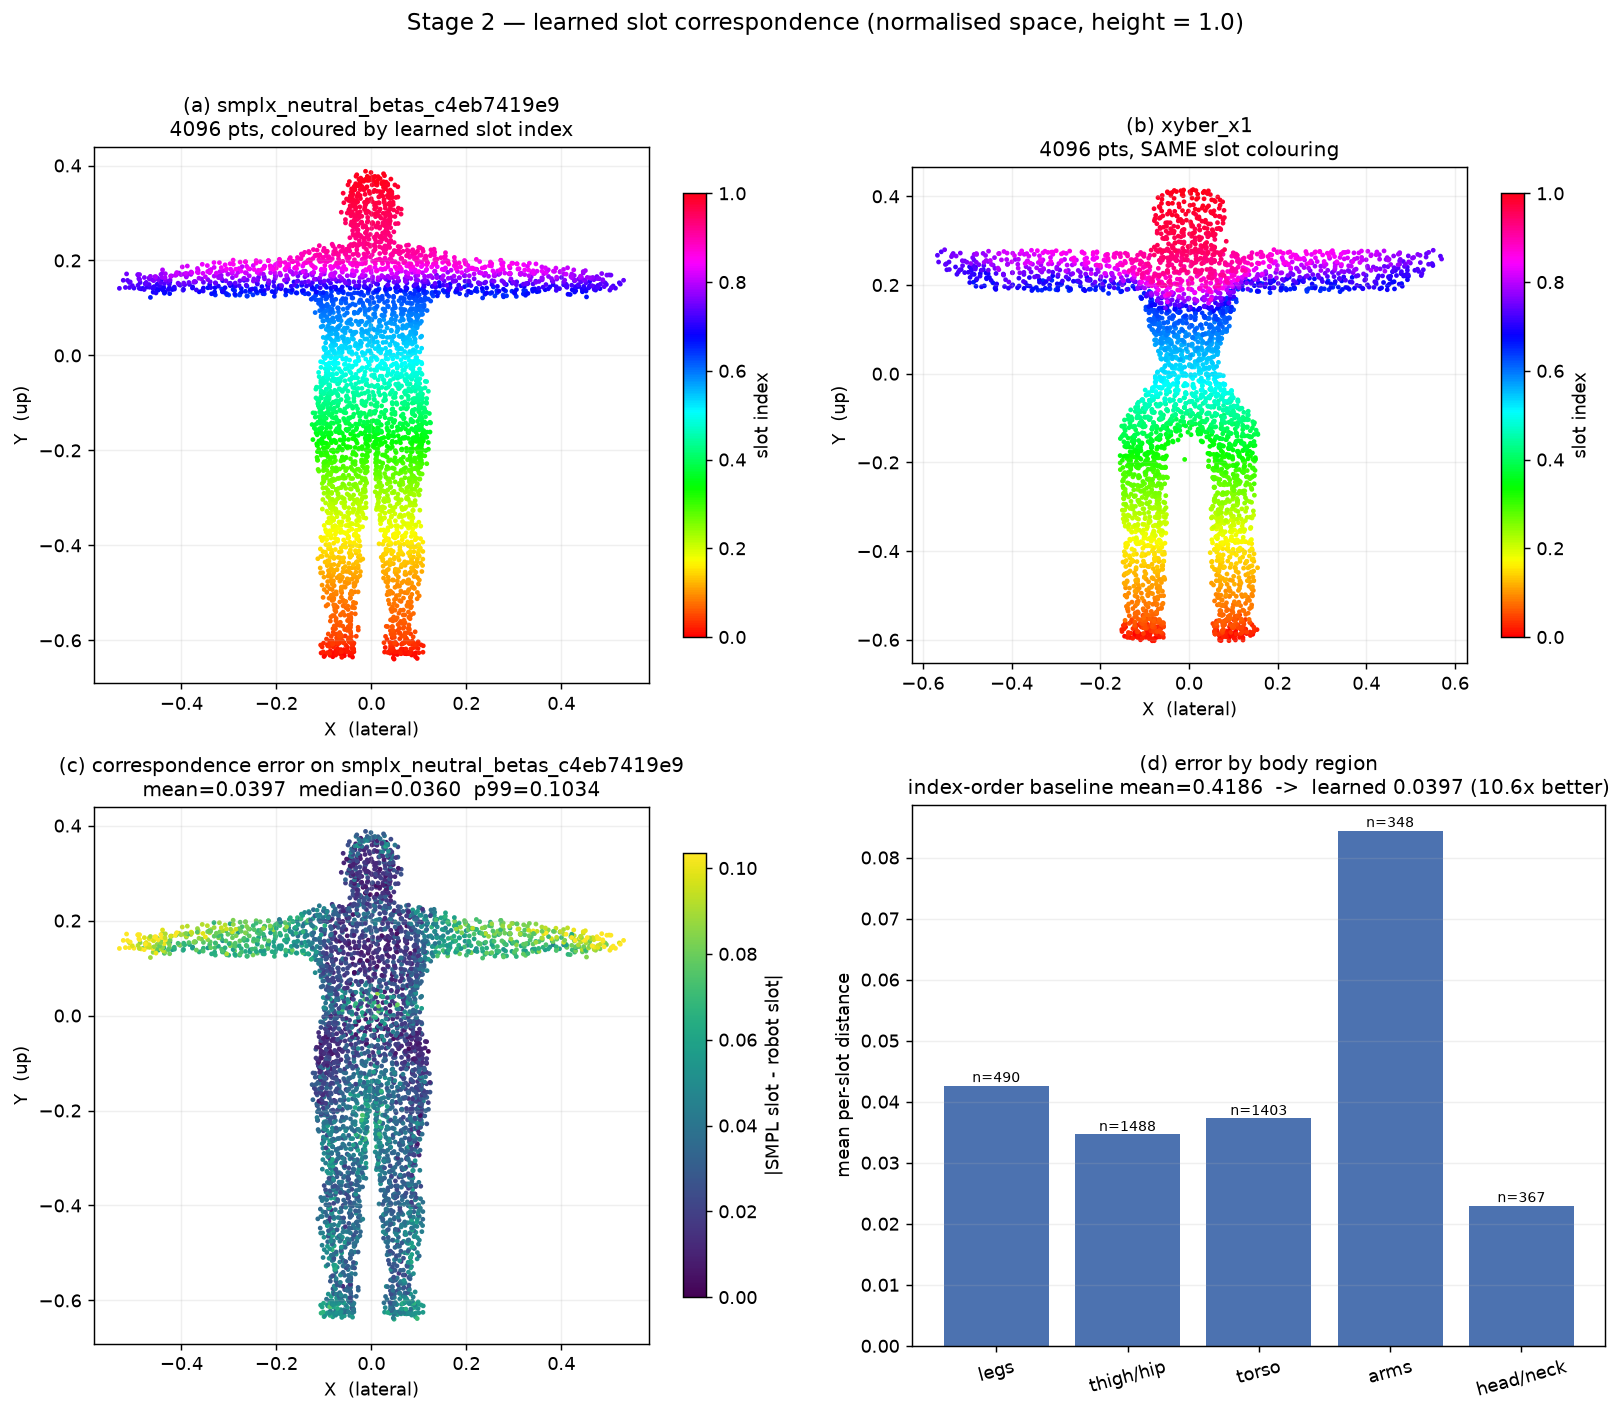 Stage 2 — learned slot correspondence (normalised space, height = 1.0)
(a) smplx_neutral_betas_c4eb7419e9
4096 pts, coloured by learned slot index
0.4
0.2
0.0
−0.2
−0.4
−0.6
Y (up)
−0.4
−0.2
0.0
0.2
0.4
X (lateral)
1.0
0.8
0.6
0.4
0.2
0.0
slot index
(b) xyber_x1
4096 pts, SAME slot colouring
0.4
0.2
0.0
−0.2
−0.4
−0.6
Y (up)
−0.6
−0.4
−0.2
0.0
0.2
0.4
0.6
X (lateral)
1.0
0.8
0.6
0.4
0.2
0.0
slot index
(c) correspondence error on smplx_neutral_betas_c4eb7419e9
mean=0.0397 median=0.0360 p99=0.1034
0.4
0.2
0.0
−0.2
−0.4
−0.6
Y (up)
−0.4
−0.2
0.0
0.2
0.4
X (lateral)
0.10
0.08
0.06
0.04
0.02
0.00
|SMPL slot - robot slot|
(d) error by body region
index-order baseline mean=0.4186 -> learned 0.0397 (10.6x better)
0.08
0.07
0.06
0.05
0.04
0.03
0.02
0.01
0.00
mean per-slot distance
n=490
n=1488
n=1403
n=348
n=367
legs
thigh/hip
torso
arms
head/neck